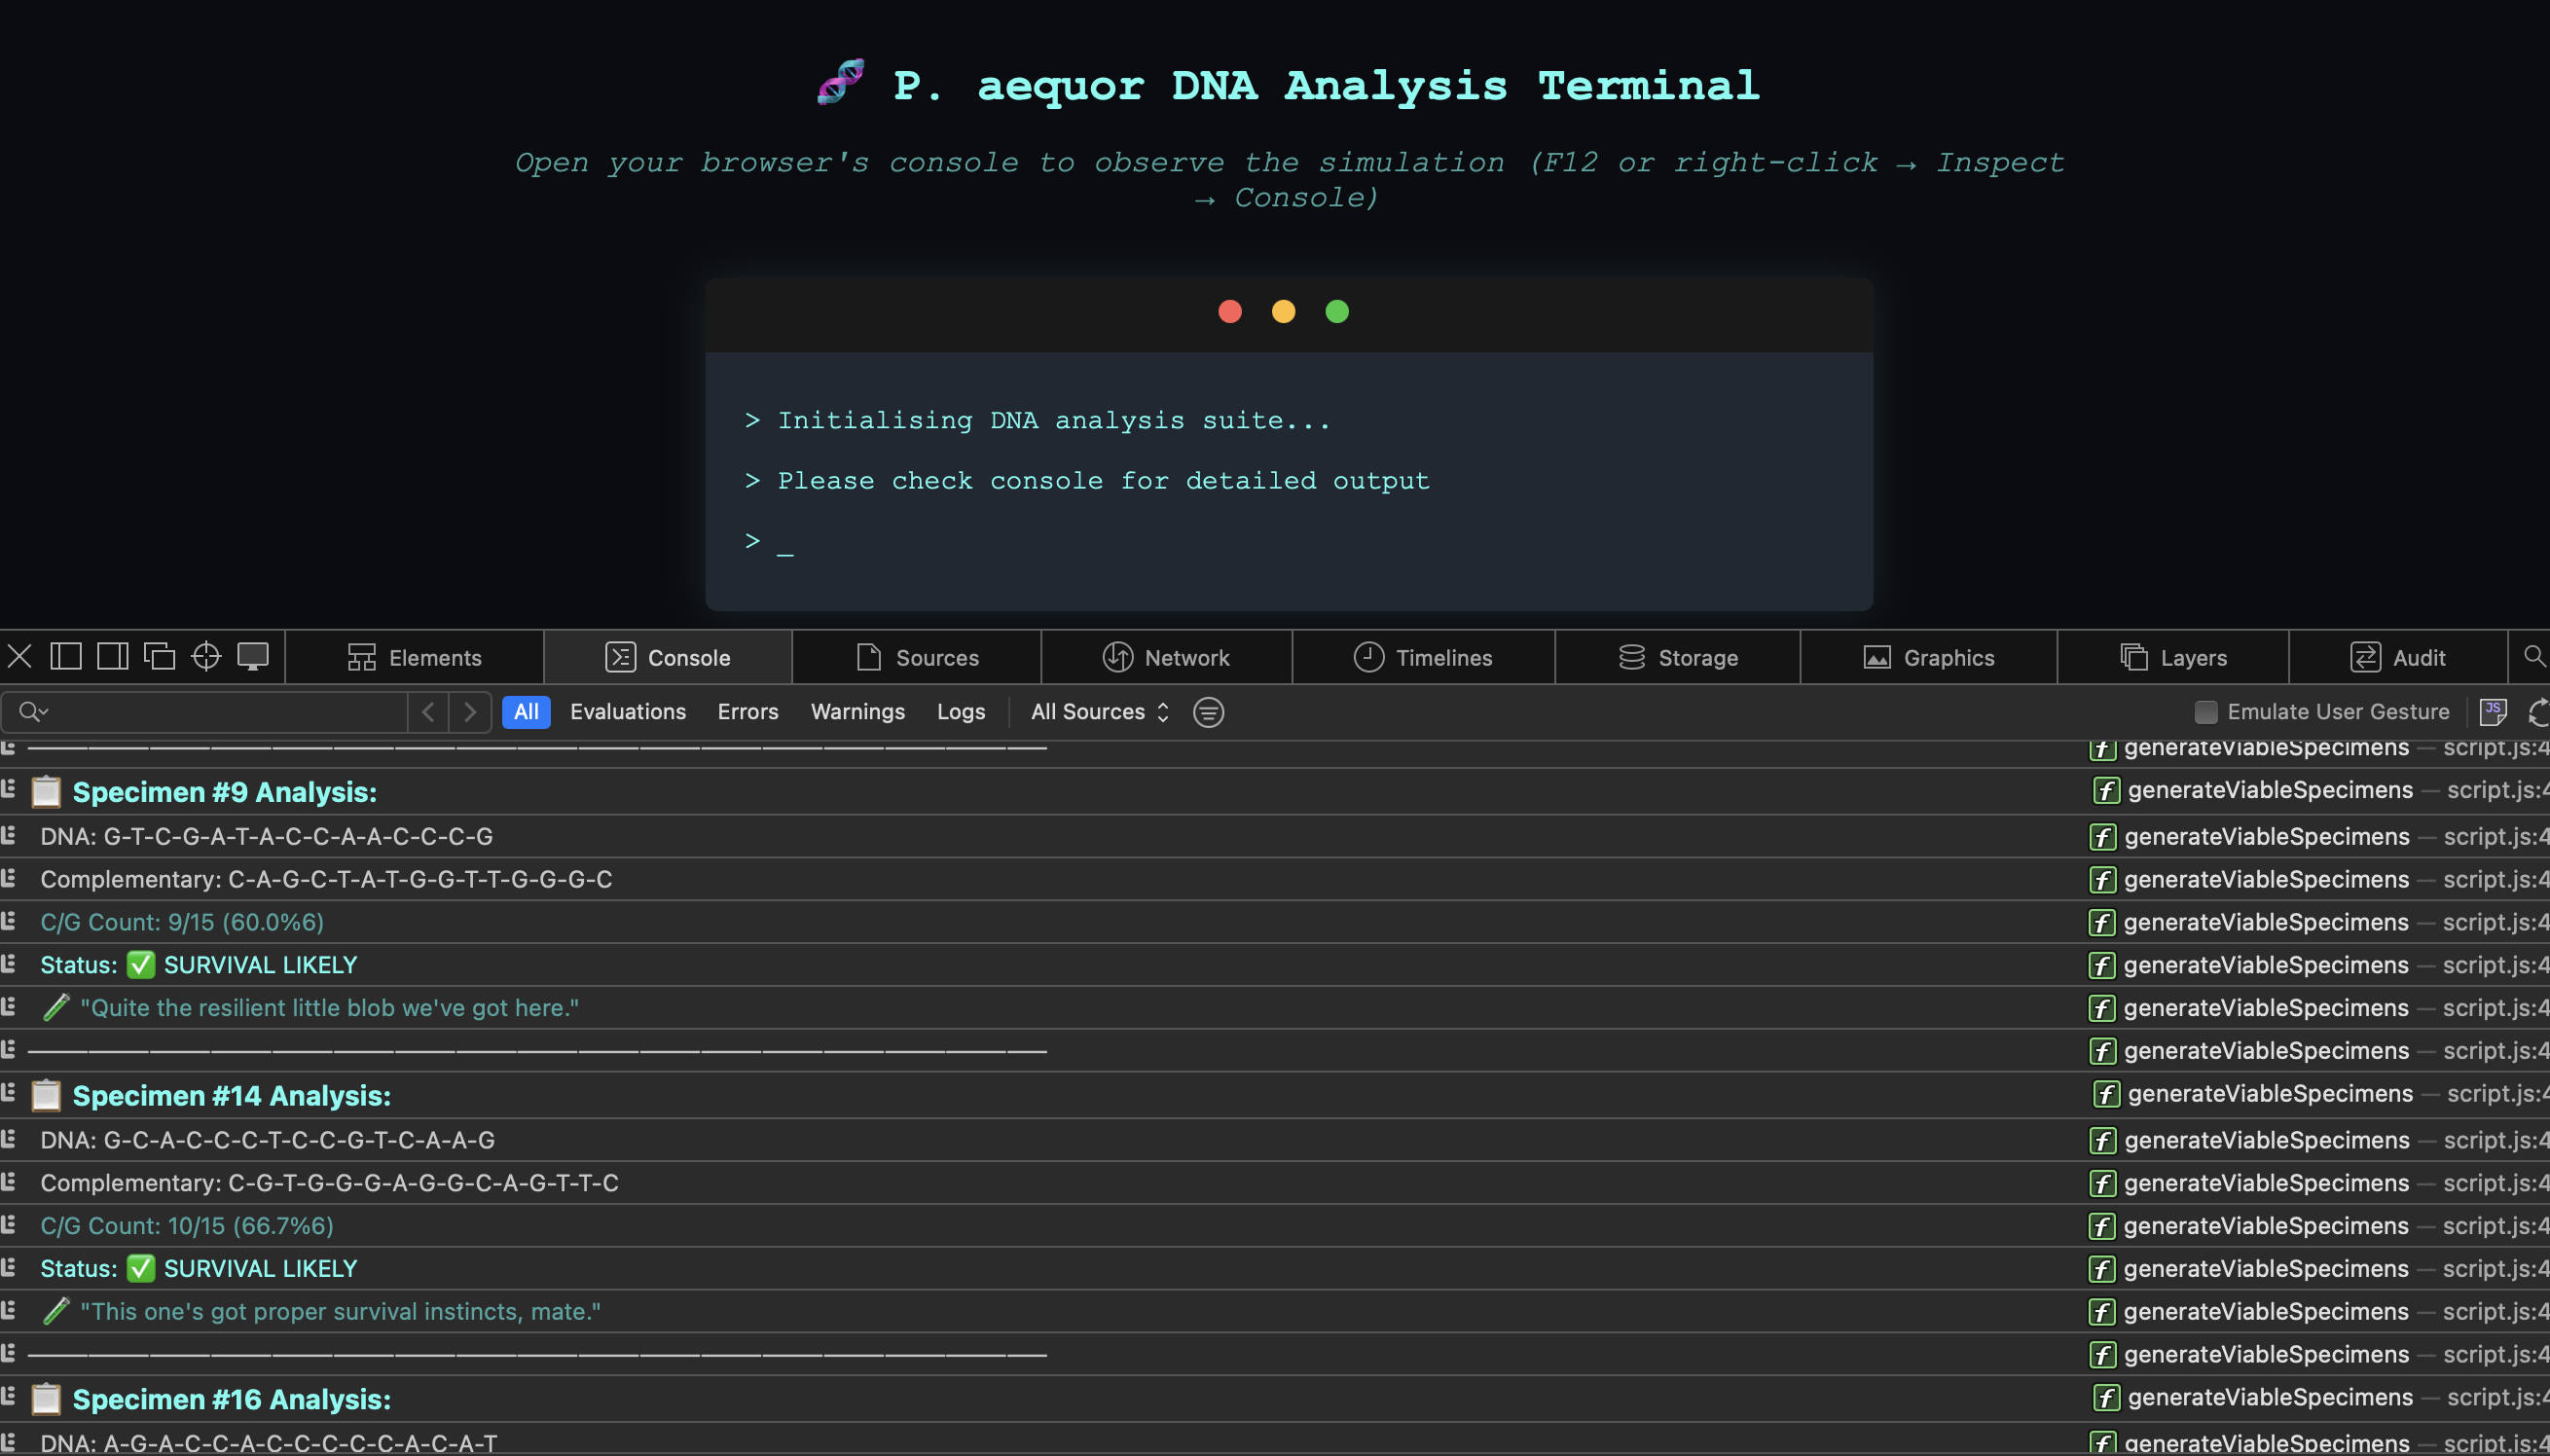 🧬 P. aequor DNA Analysis Terminal
Open your browser's console to observe the simulation (F12 or right-click → Inspect
→ Console)
> Initialising DNA analysis suite...
> Please check console for detailed output
> _
Elements Console Sources Network Timelines Storage Graphics Layers Audit
All Evaluations Errors Warnings Logs All Sources Emulate User Gesture
generateViableSpecimens — script.js:4
📋 Specimen #9 Analysis: generateViableSpecimens — script.js:4
DNA: G-T-C-G-A-T-A-C-C-A-A-C-C-C-G generateViableSpecimens — script.js:4
Complementary: C-A-G-C-T-A-T-G-G-T-T-G-G-G-C generateViableSpecimens — script.js:4
C/G Count: 9/15 (60.0%6) generateViableSpecimens — script.js:4
Status: ✅ SURVIVAL LIKELY generateViableSpecimens — script.js:4
🧪 "Quite the resilient little blob we've got here." generateViableSpecimens — script.js:4
generateViableSpecimens — script.js:4
📋 Specimen #14 Analysis: generateViableSpecimens — script.js:4
DNA: G-C-A-C-C-C-T-C-C-G-T-C-A-A-G generateViableSpecimens — script.js:4
Complementary: C-G-T-G-G-G-A-G-G-C-A-G-T-T-C generateViableSpecimens — script.js:4
C/G Count: 10/15 (66.7%6) generateViableSpecimens — script.js:4
Status: ✅ SURVIVAL LIKELY generateViableSpecimens — script.js:4
🧪 "This one's got proper survival instincts, mate." generateViableSpecimens — script.js:4
generateViableSpecimens — script.js:4
📋 Specimen #16 Analysis: generateViableSpecimens — script.js:4
DNA: A-G-A-C-C-A-C-C-C-C-C-A-C-A-T generateViableSpecimens — script.js:4